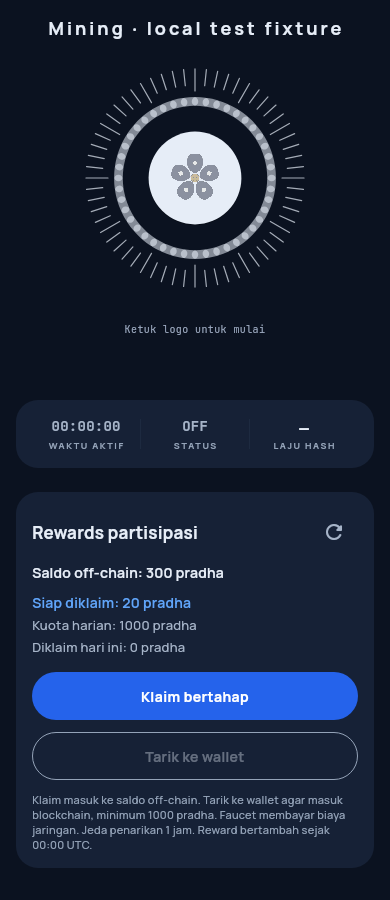 Mining · local test fixture
Ketuk logo untuk mulai
00:00:00
WAKTU AKTIF
OFF
STATUS
—
LAJU HASH
Rewards partisipasi
Saldo off-chain: 300 pradha
Siap diklaim: 20 pradha
Kuota harian: 1000 pradha
Diklaim hari ini: 0 pradha
Klaim bertahap
Tarik ke wallet
Klaim masuk ke saldo off-chain. Tarik ke wallet agar masuk
blockchain, minimum 1000 pradha. Faucet membayar biaya
jaringan. Jeda penarikan 1 jam. Reward bertambah sejak
00:00 UTC.